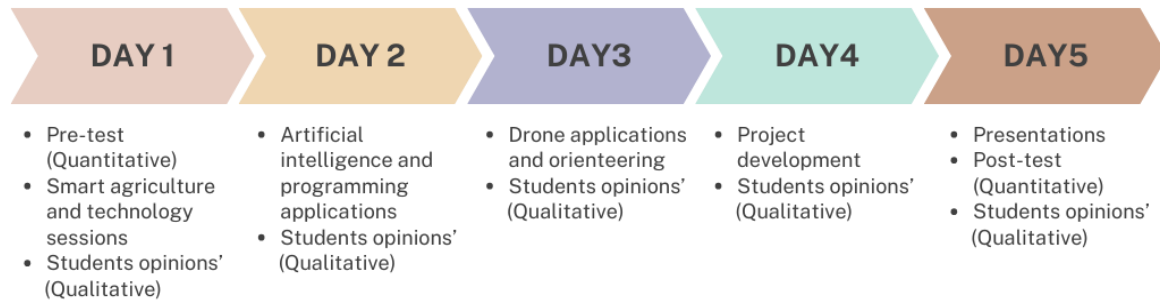 DAY 1
DAY 2
DAY3
DAY4
DAY5
• Pre-test
(Quantitative)
• Smart agriculture
and technology
sessions
• Students opinions’
(Qualitative)
• Artificial
intelligence and
programming
applications
• Students opinions’
(Qualitative)
• Drone applications
and orienteering
• Students opinions’
(Qualitative)
• Project
development
• Students opinions’
(Qualitative)
• Presentations
• Post-test
(Quantitative)
• Students opinions’
(Qualitative)